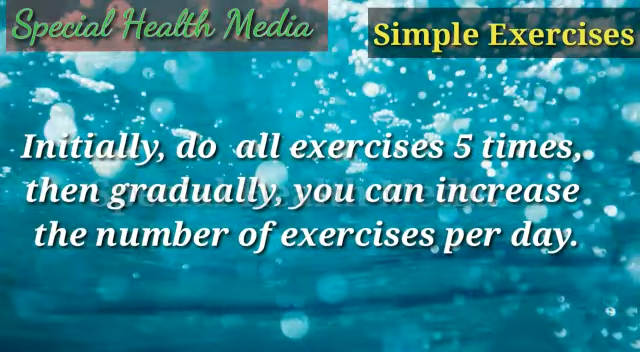 Special Health Media
Simple Exercises
Initially, do all exercises 5 times,
then gradually, you can increase
the number of exercises per day.